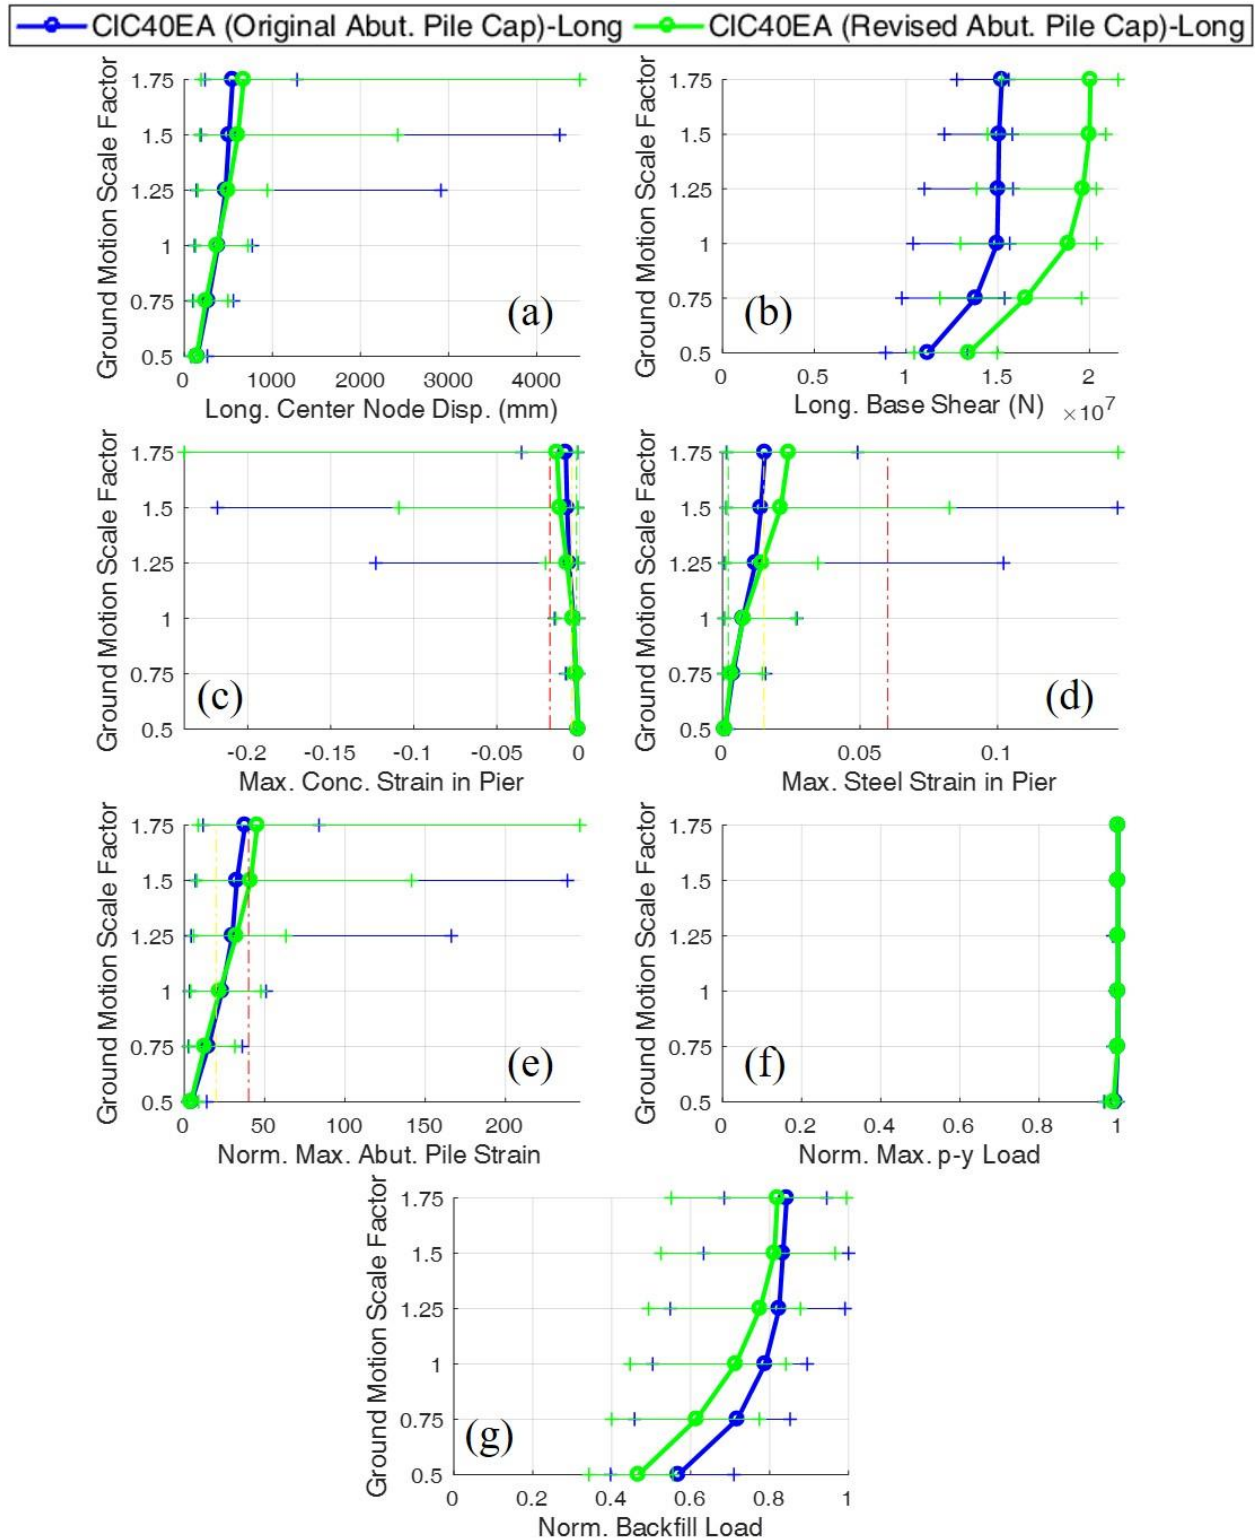 CIC40EA (Original Abut. Pile Cap)-Long CIC40EA (Revised Abut. Pile Cap)-Long
Ground Motion Scale Factor
1.75
1.5
1.25
1
0.75
0.5
(a)
0 1000 2000 3000 4000
Long. Center Node Disp. (mm)
Ground Motion Scale Factor
1.75
1.5
1.25
1
0.75
0.5
(b)
0 0.5 1 1.5 2
Long. Base Shear (N) ×10^7
Ground Motion Scale Factor
1.75
1.5
1.25
1
0.75
0.5
(c)
-0.2 -0.15 -0.1 -0.05 0
Max. Conc. Strain in Pier
Ground Motion Scale Factor
1.75
1.5
1.25
1
0.75
0.5
(d)
0 0.05 0.1
Max. Steel Strain in Pier
Ground Motion Scale Factor
1.75
1.5
1.25
1
0.75
0.5
(e)
0 50 100 150 200
Norm. Max. Abut. Pile Strain
Ground Motion Scale Factor
1.75
1.5
1.25
1
0.75
0.5
(f)
0 0.2 0.4 0.6 0.8 1
Norm. Max. p-y Load
Ground Motion Scale Factor
1.75
1.5
1.25
1
0.75
0.5
(g)
0 0.2 0.4 0.6 0.8 1
Norm. Backfill Load